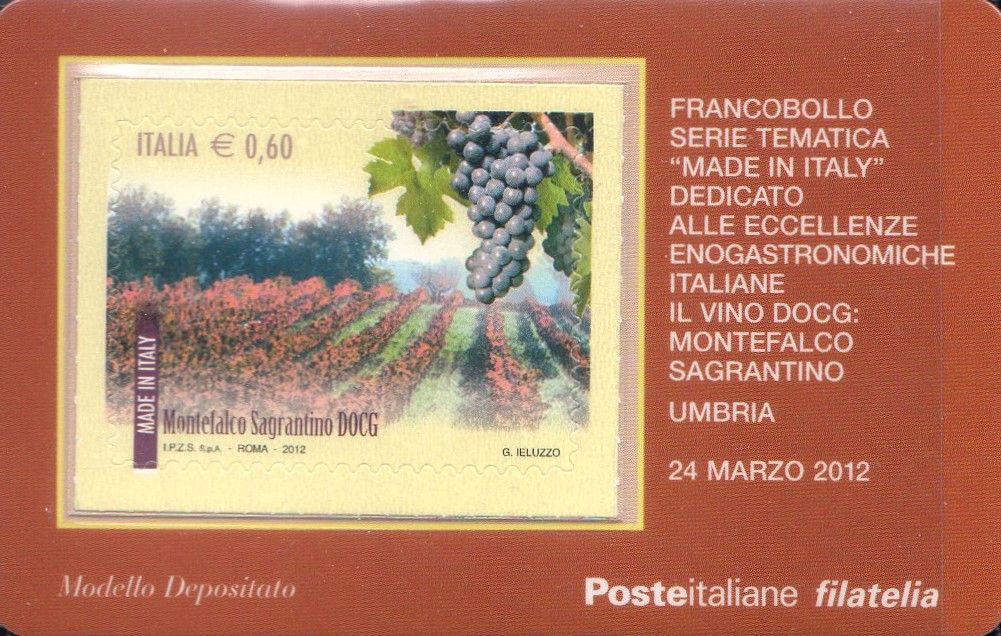 ITALIA € 0,60
MADE IN ITALY
Montefalco Sagrantino DOCG
I.P.Z.S. S.p.A. - ROMA - 2012
G. IELUZZO
FRANCOBOLLO
SERIE TEMATICA
“MADE IN ITALY”
DEDICATO
ALLE ECCELLENZE
ENOGASTRONOMICHE
ITALIANE
IL VINO DOCG:
MONTEFALCO
SAGRANTINO
UMBRIA
24 MARZO 2012
Modello Depositato
Posteitaliane filatelia